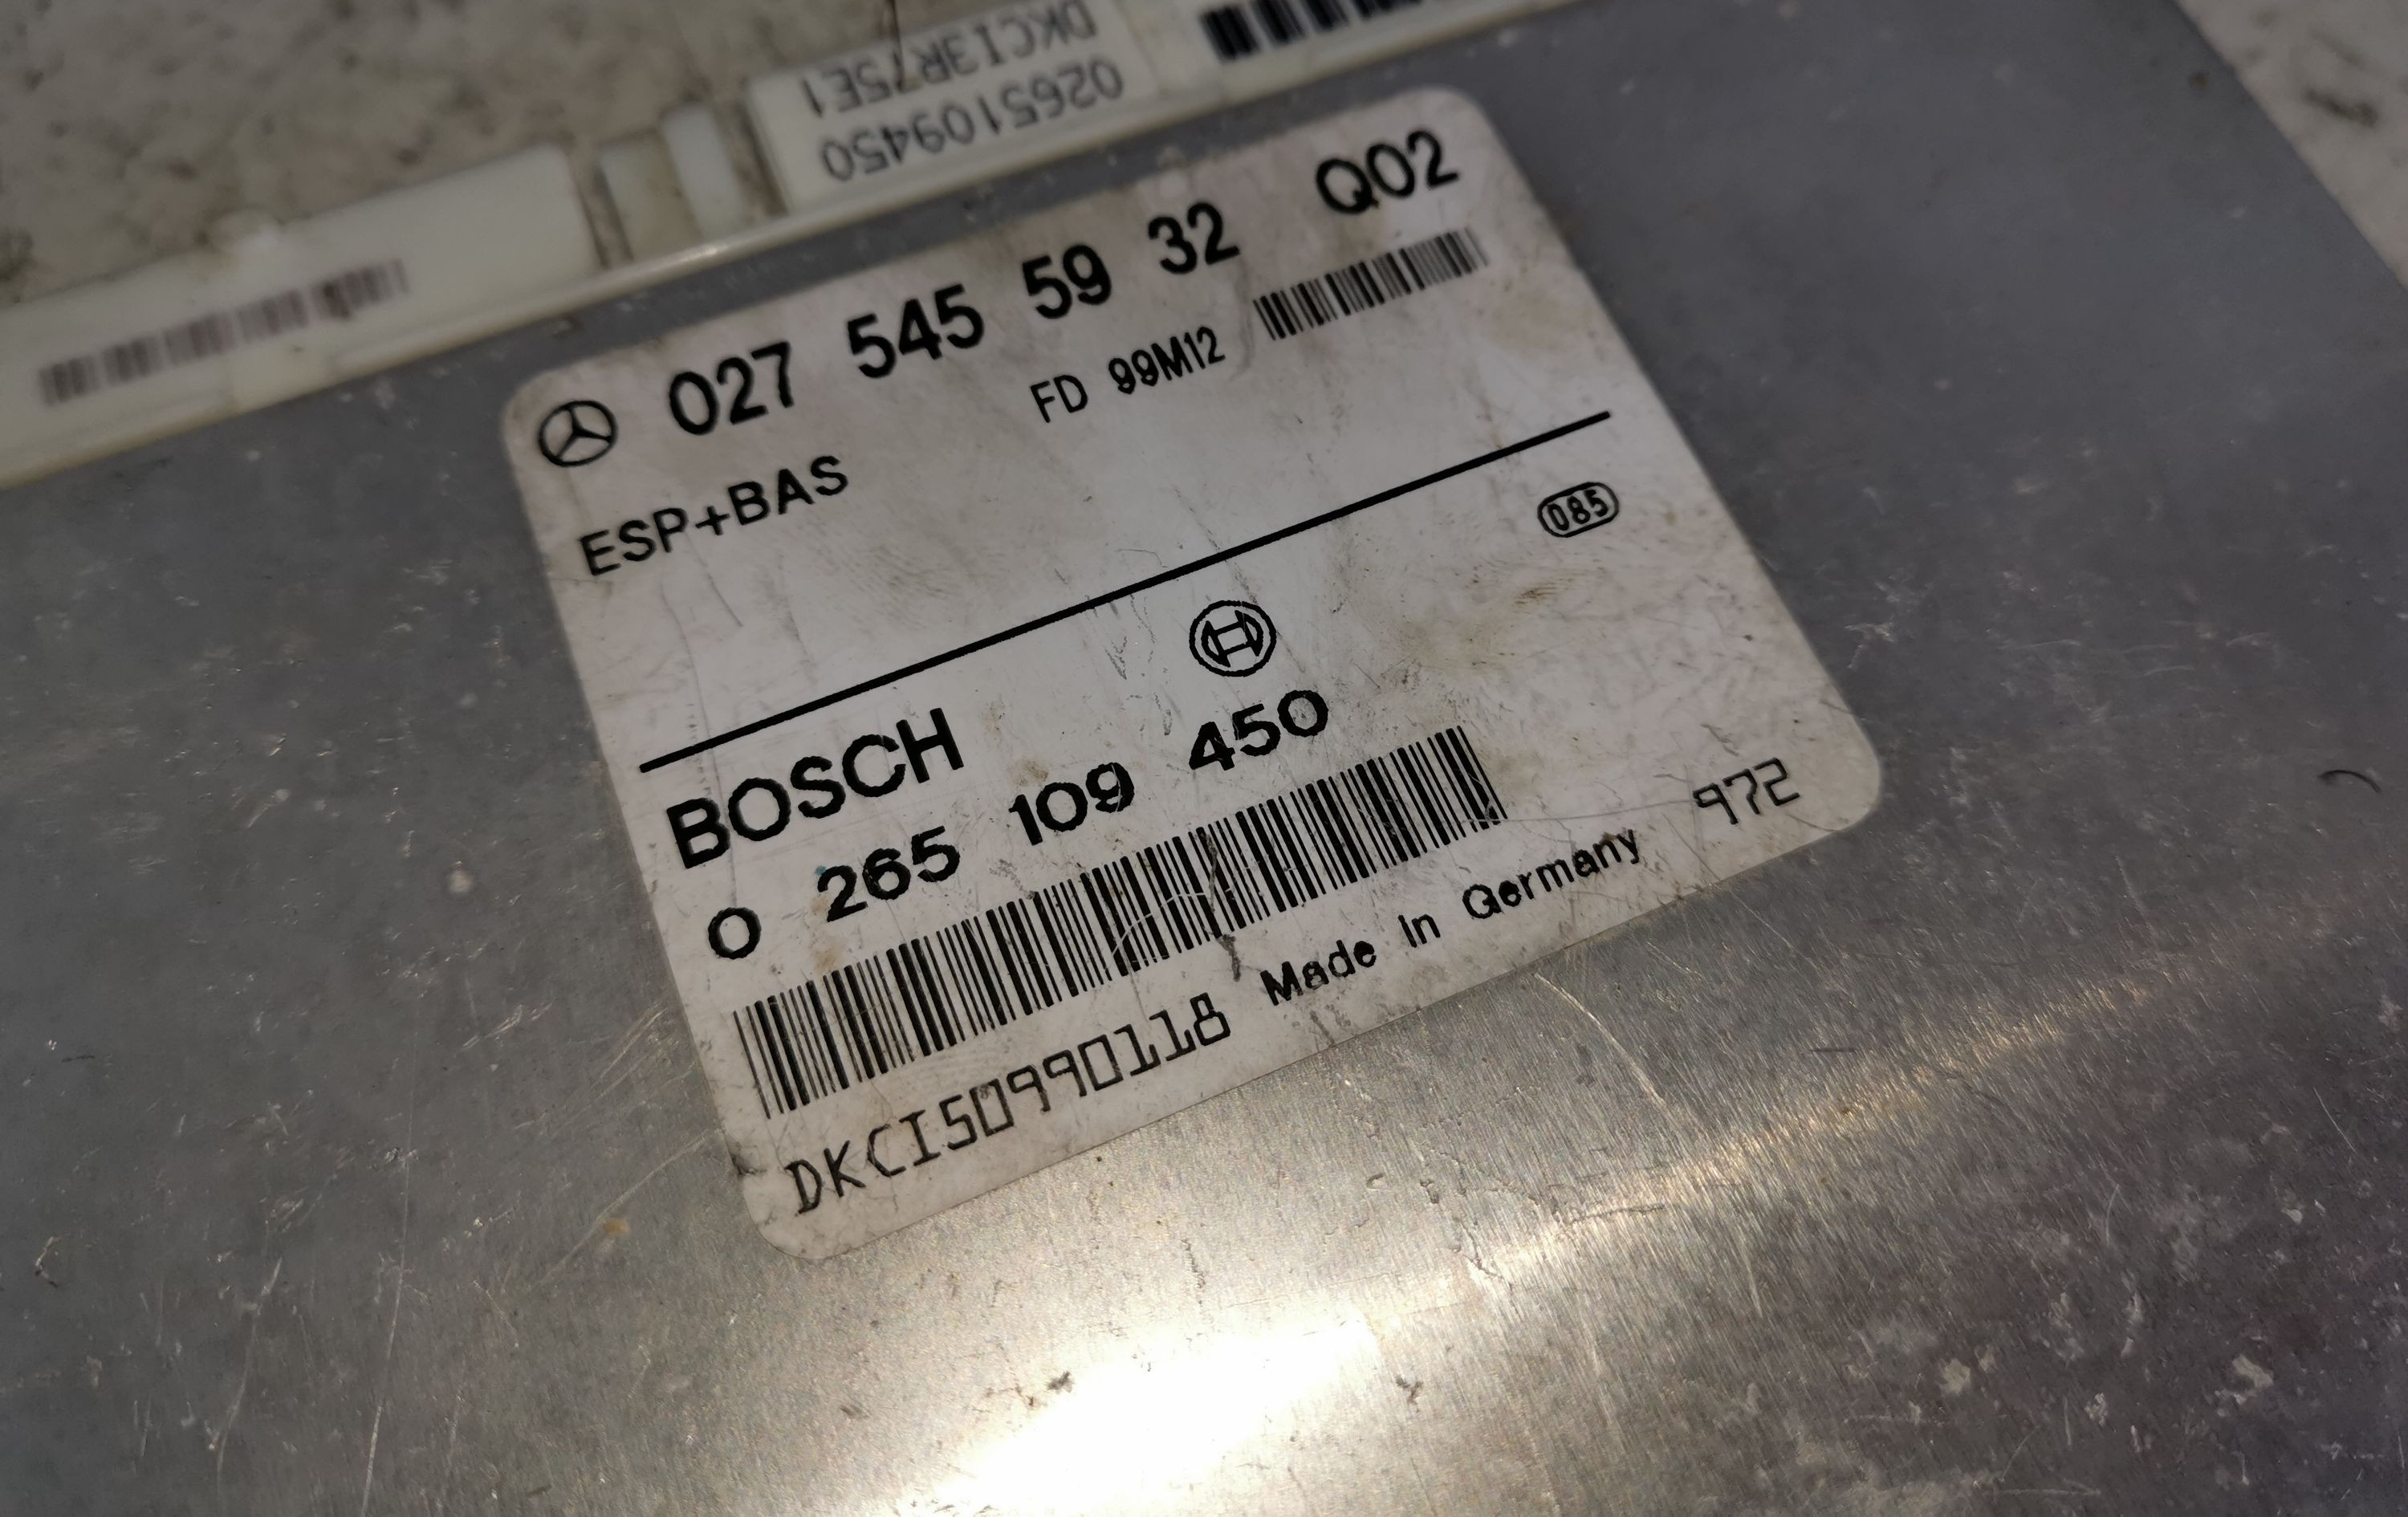 DKCI3R75E1
0265109450
027 545 59 32 Q02
FD 99M12
ESP+BAS
085
BOSCH
0 265 109 450
DKCI50990118 Made In Germany 972